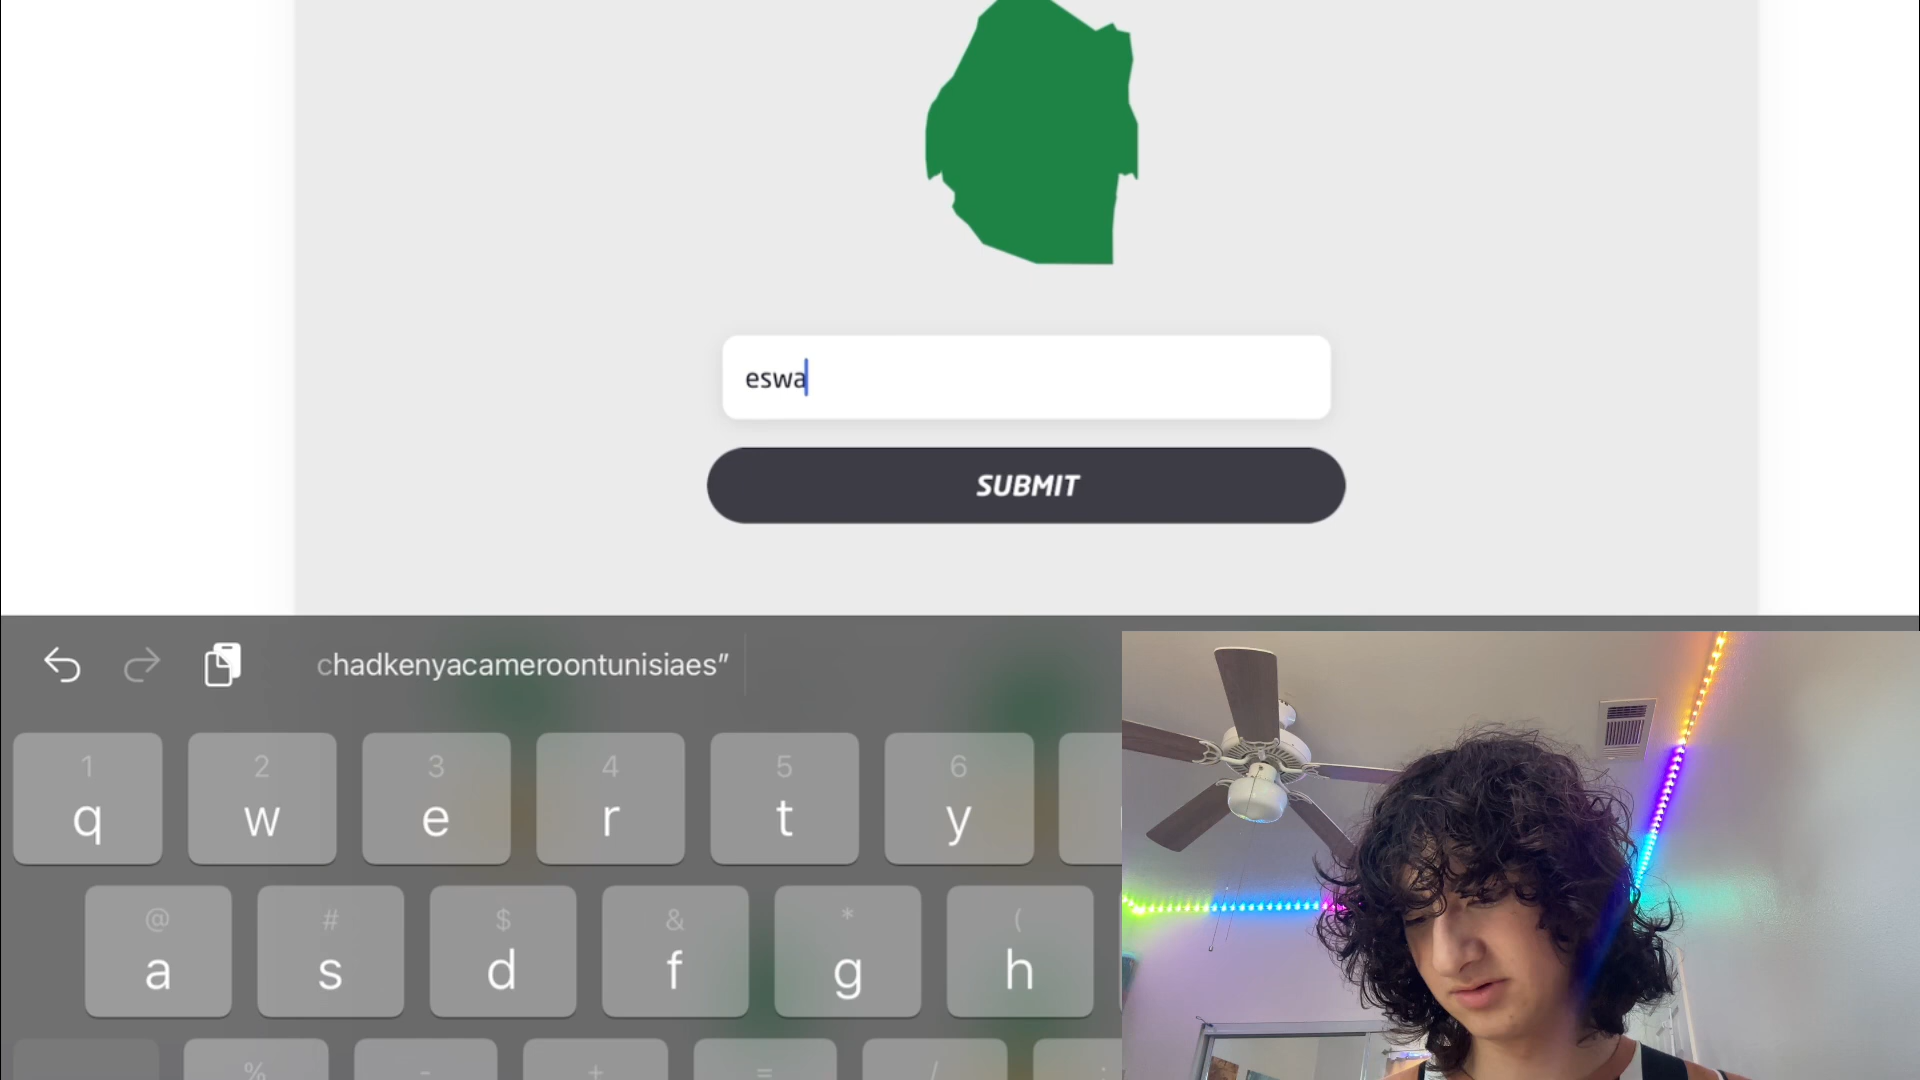 eswa
SUBMIT
chadkenyacameroontunisiaes”
1 2 3 4 5 6
q w e r t y
@ # $ & * (
a s d f g h
% - + = / :